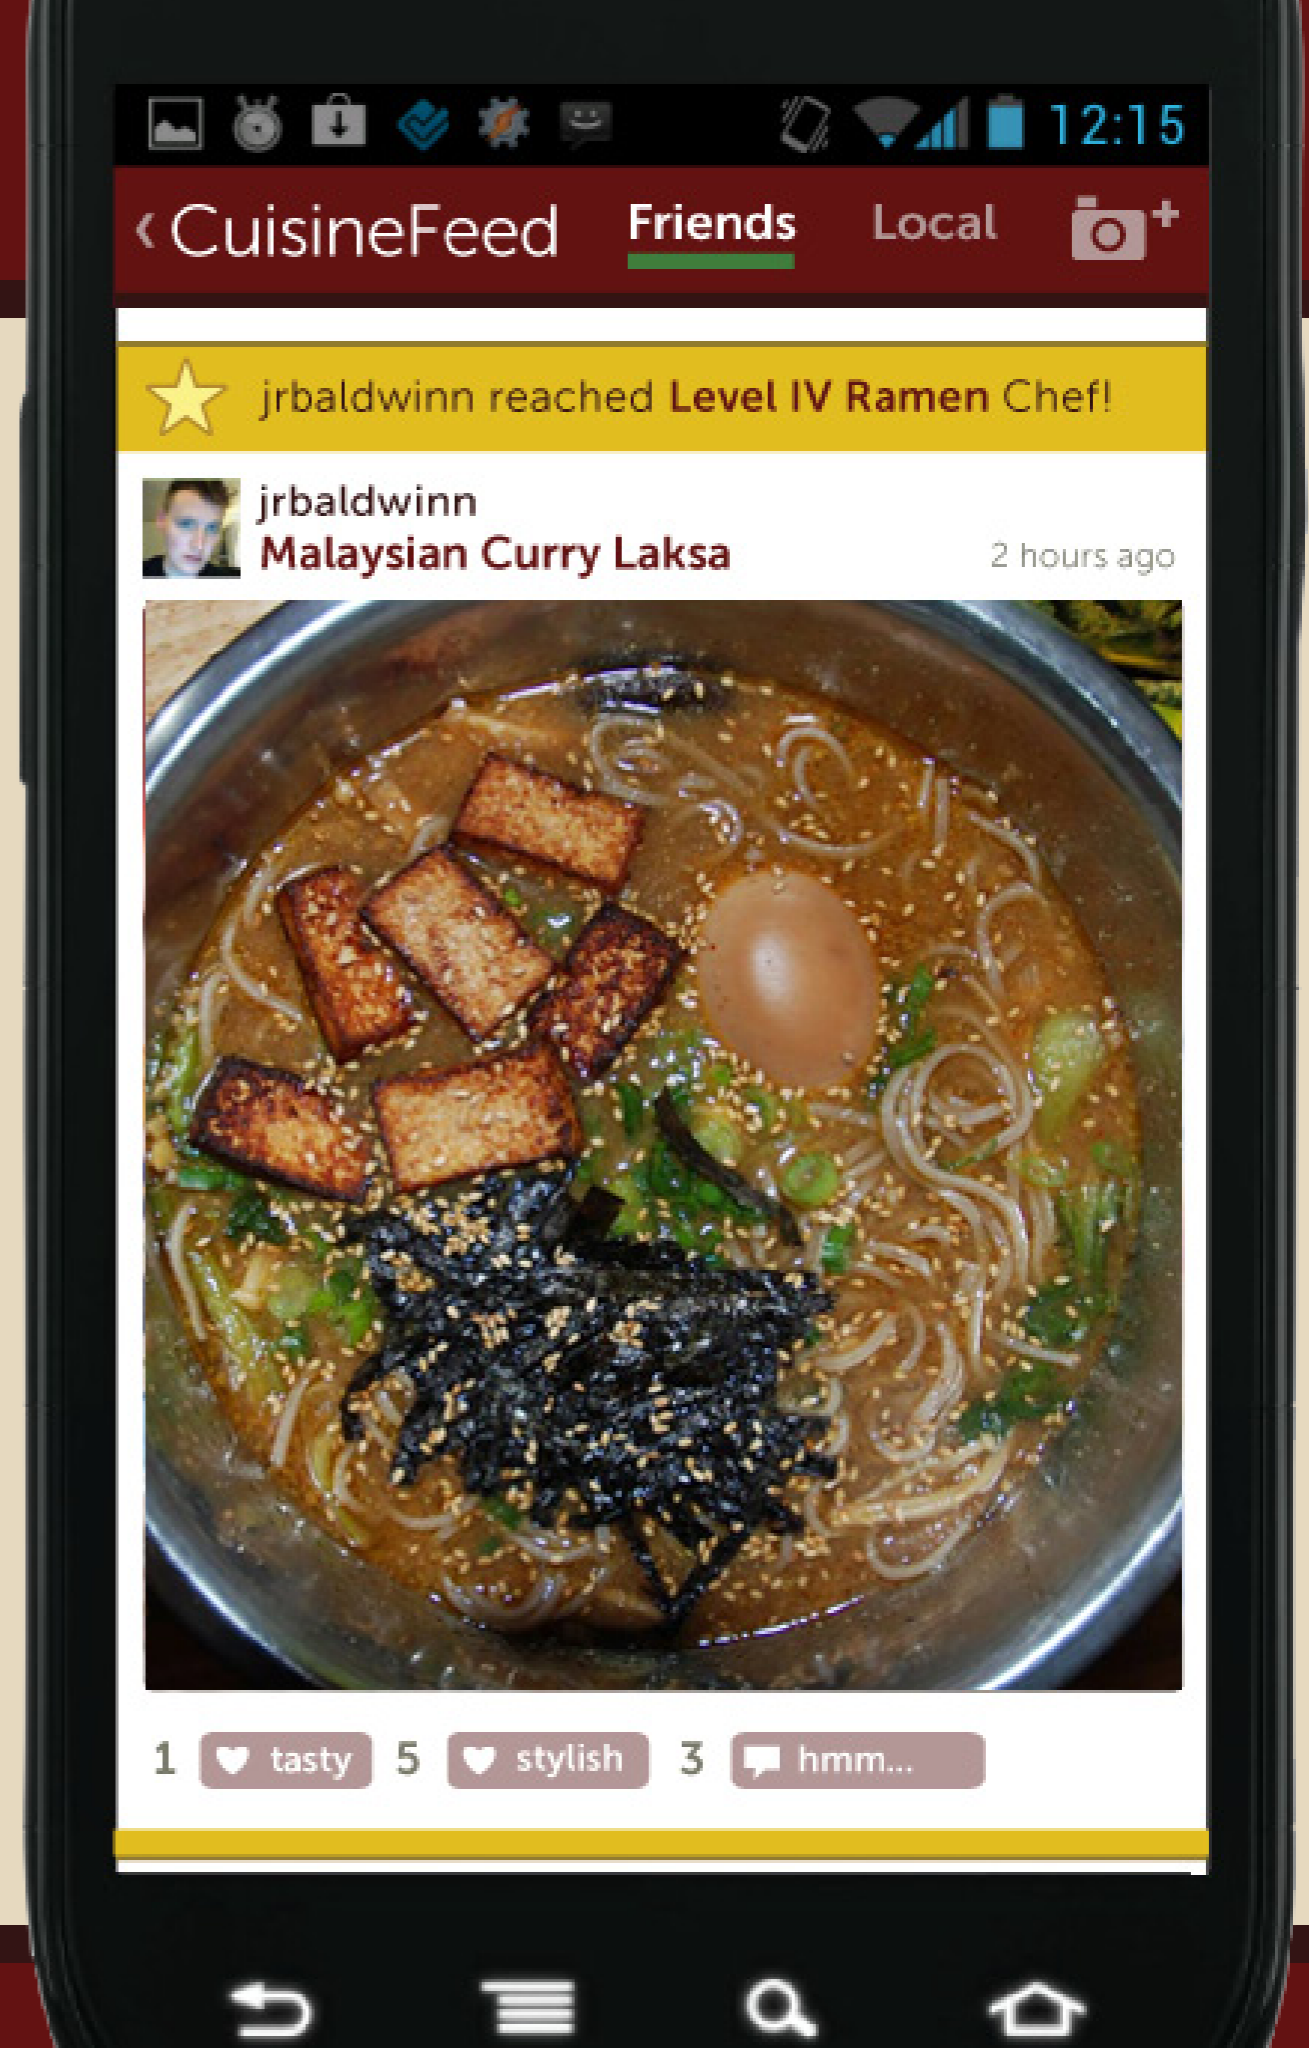 12:15
‹ CuisineFeed Friends Local +
jrbaldwinn reached Level IV Ramen Chef!
jrbaldwinn
Malaysian Curry Laksa 2 hours ago
1 tasty 5 stylish 3 hmm...